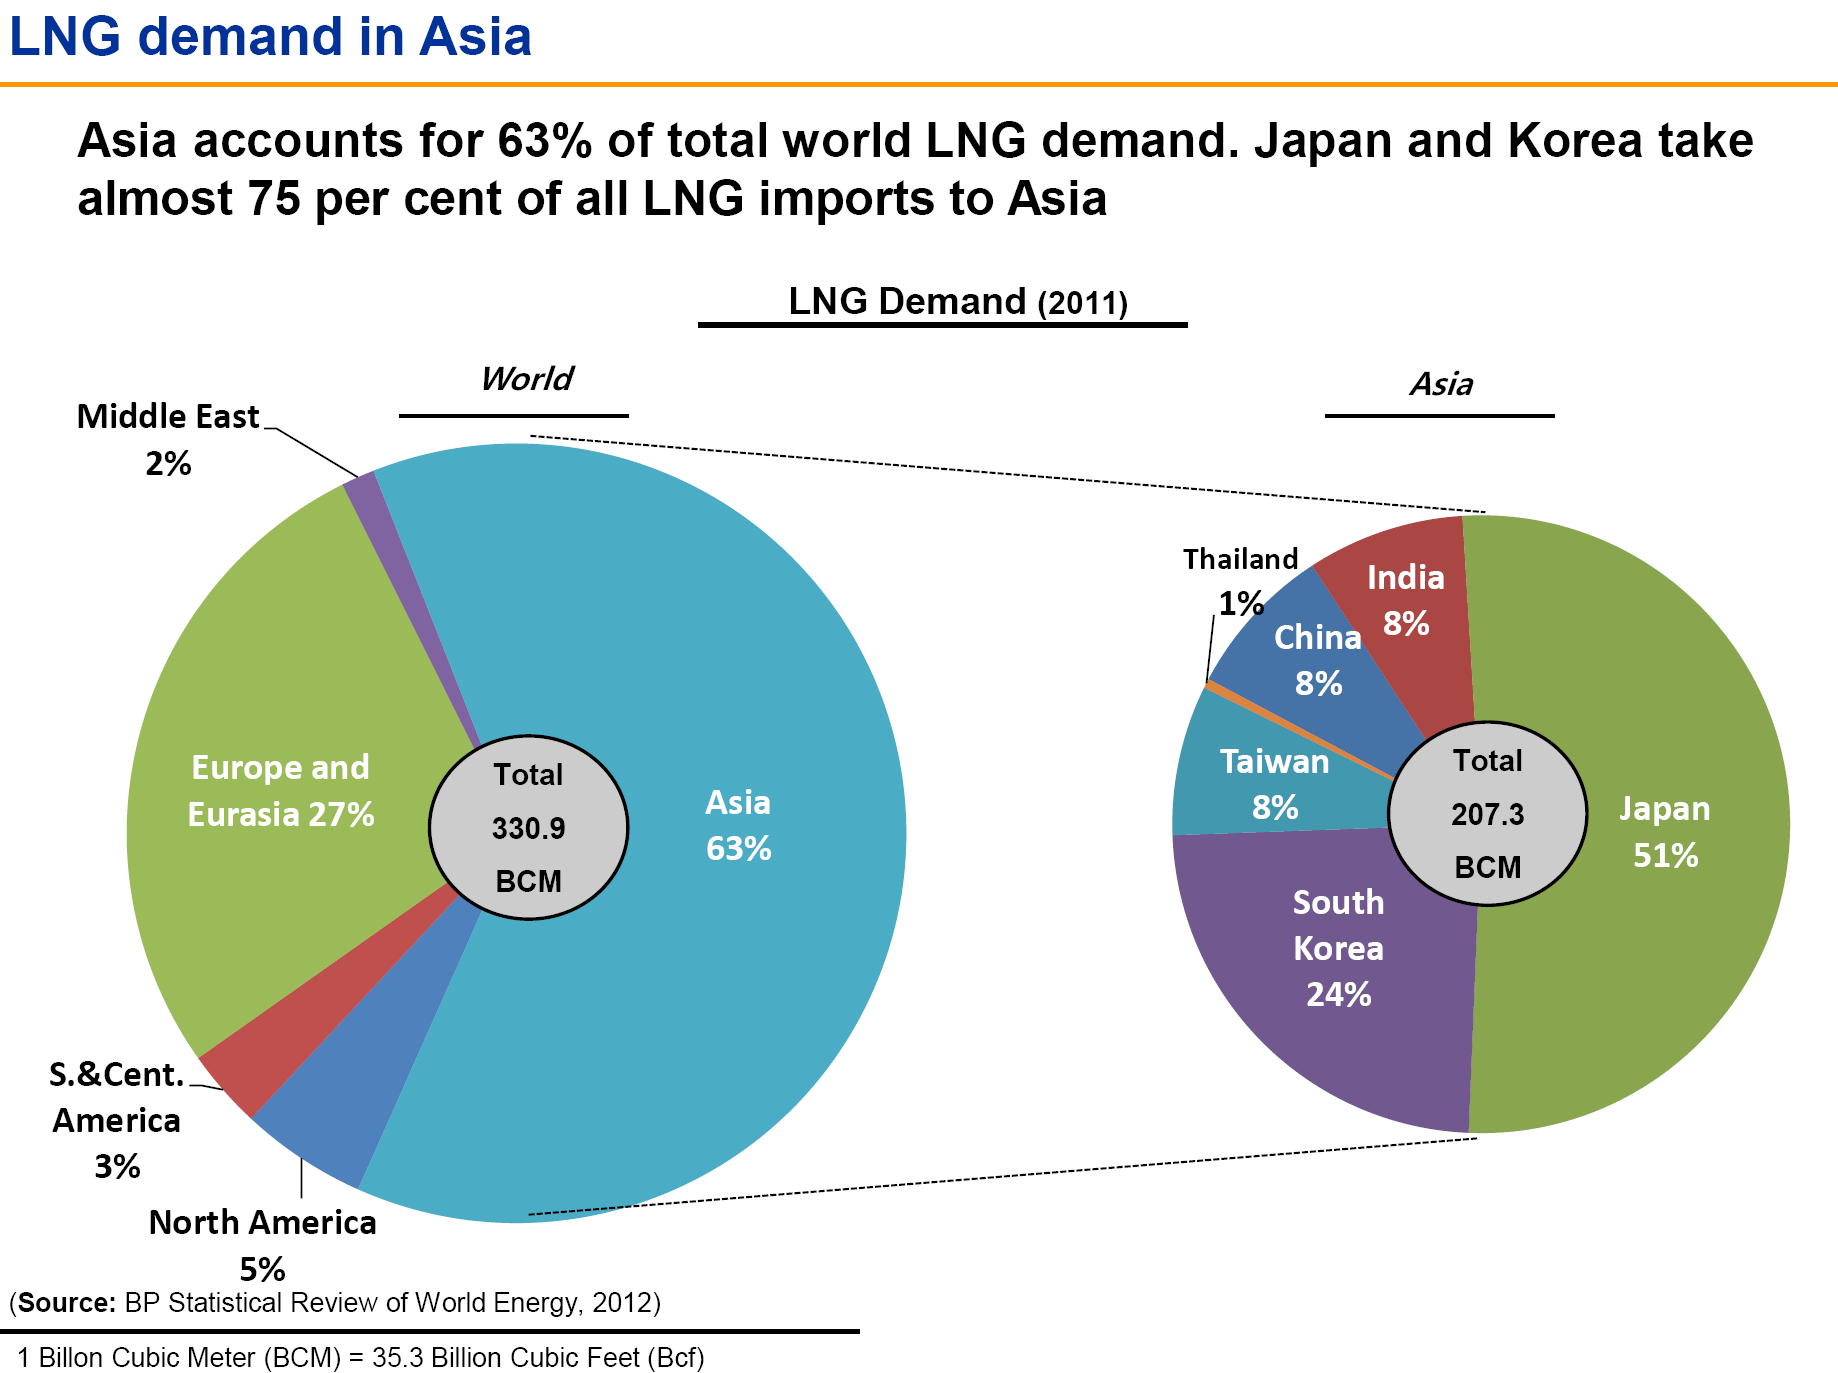 LNG demand in Asia
Asia accounts for 63% of total world LNG demand. Japan and Korea take
almost 75 per cent of all LNG imports to Asia
LNG Demand (2011)
World
Asia
Middle East
2%
Europe and
Eurasia 27%
Total
330.9
BCM
Asia
63%
S.&Cent.
America
3%
North America
5%
Thailand
1%
India
8%
China
8%
Taiwan
8%
Total
207.3
BCM
Japan
51%
South
Korea
24%
(Source: BP Statistical Review of World Energy, 2012)
1 Billon Cubic Meter (BCM) = 35.3 Billion Cubic Feet (Bcf)